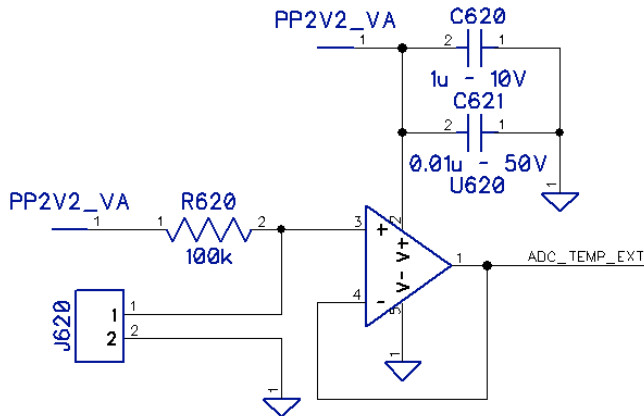 PP2V2_VA
1
C620
2
1
1u - 10V
C621
2
1
0.01u - 50V
U620
1
PP2V2_VA
1
R620
1
2
100k
3
+
2
V+
V-
-
4
5
1
ADC_TEMP_EXT
J620
1
1
2
2
1
1